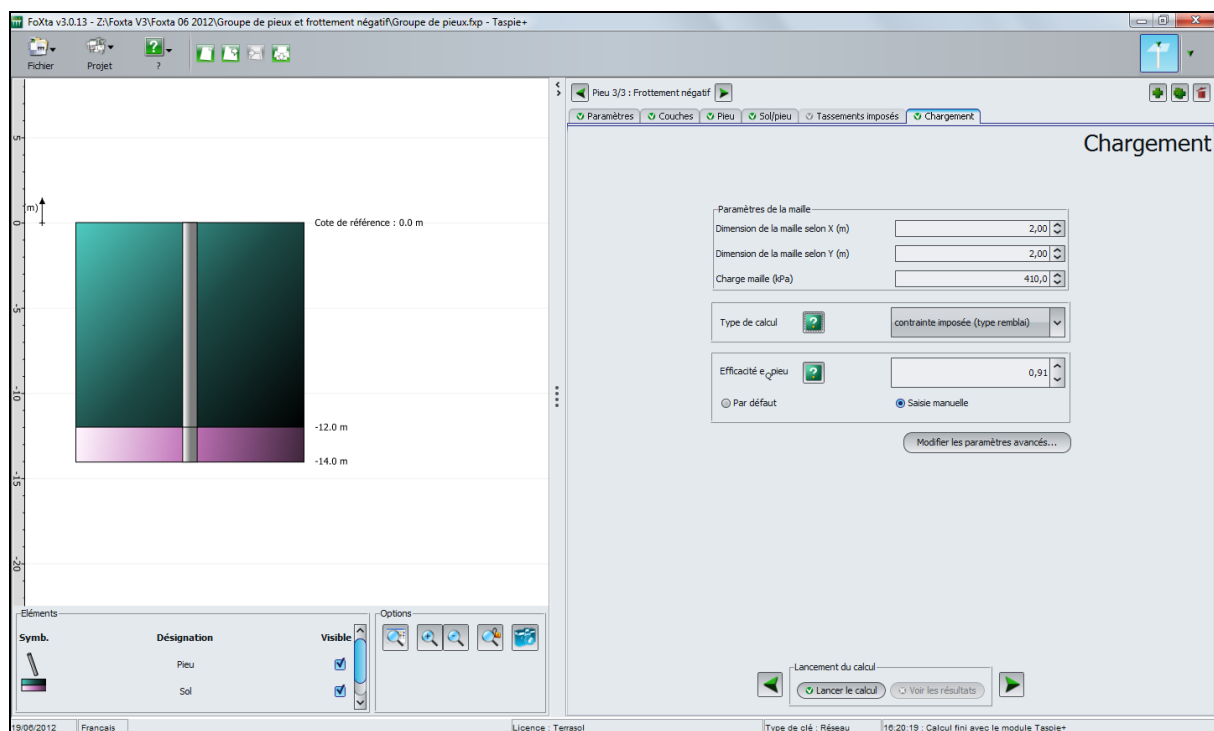 FoXta v3.0.13 - Z:\Foxta V3\Foxta 06 2012\Groupe de pieux et frottement négatif\Groupe de pieux.fxp - Taspie+
Fichier
Projet
?
Pieu 3/3 : Frottement négatif
Paramètres
Couches
Pieu
Sol/pieu
Tassements imposés
Chargement
Chargement
5
(m)
0
Cote de référence : 0.0 m
-5
-10
-12.0 m
-14.0 m
-15
-20
Paramètres de la maille
Dimension de la maille selon X (m) 2,00
Dimension de la maille selon Y (m) 2,00
Charge maille (kPa) 410,0
Type de calcul ? contrainte imposée (type remblai)
Efficacité e pieu ? 0,91
Par défaut Saisie manuelle
Modifier les paramètres avancés...
Eléments
Symb. Désignation Visible
Pieu
Sol
Options
Lancement du calcul
Lancer le calcul Voir les résultats
19/06/2012 Français Licence : Terrasol Type de clé : Réseau 16:20:19 : Calcul fini avec le module Taspie+